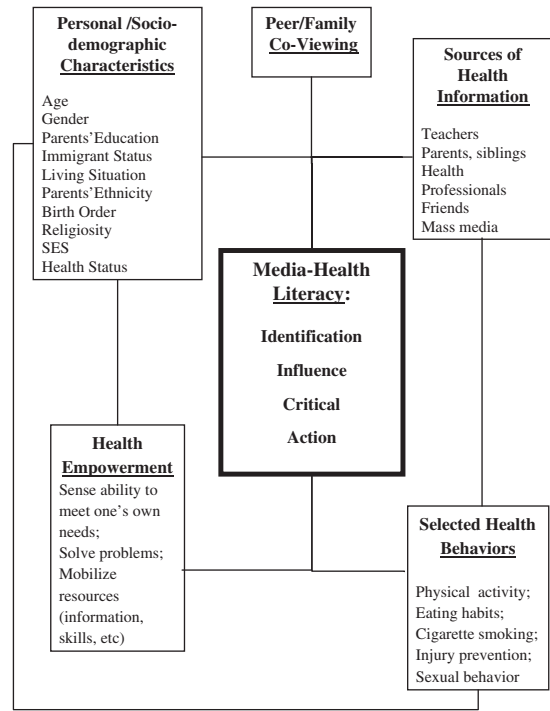 Personal /Socio-
demographic
Characteristics
Age
Gender
Parents'Education
Immigrant Status
Living Situation
Parents'Ethnicity
Birth Order
Religiosity
SES
Health Status
Peer/Family
Co-Viewing
Sources of
Health
Information
Teachers
Parents, siblings
Health
Professionals
Friends
Mass media
Media-Health
Literacy:
Identification
Influence
Critical
Action
Health
Empowerment
Sense ability to
meet one's own
needs;
Solve problems;
Mobilize
resources
(information,
skills, etc)
Selected Health
Behaviors
Physical activity;
Eating habits;
Cigarette smoking;
Injury prevention;
Sexual behavior